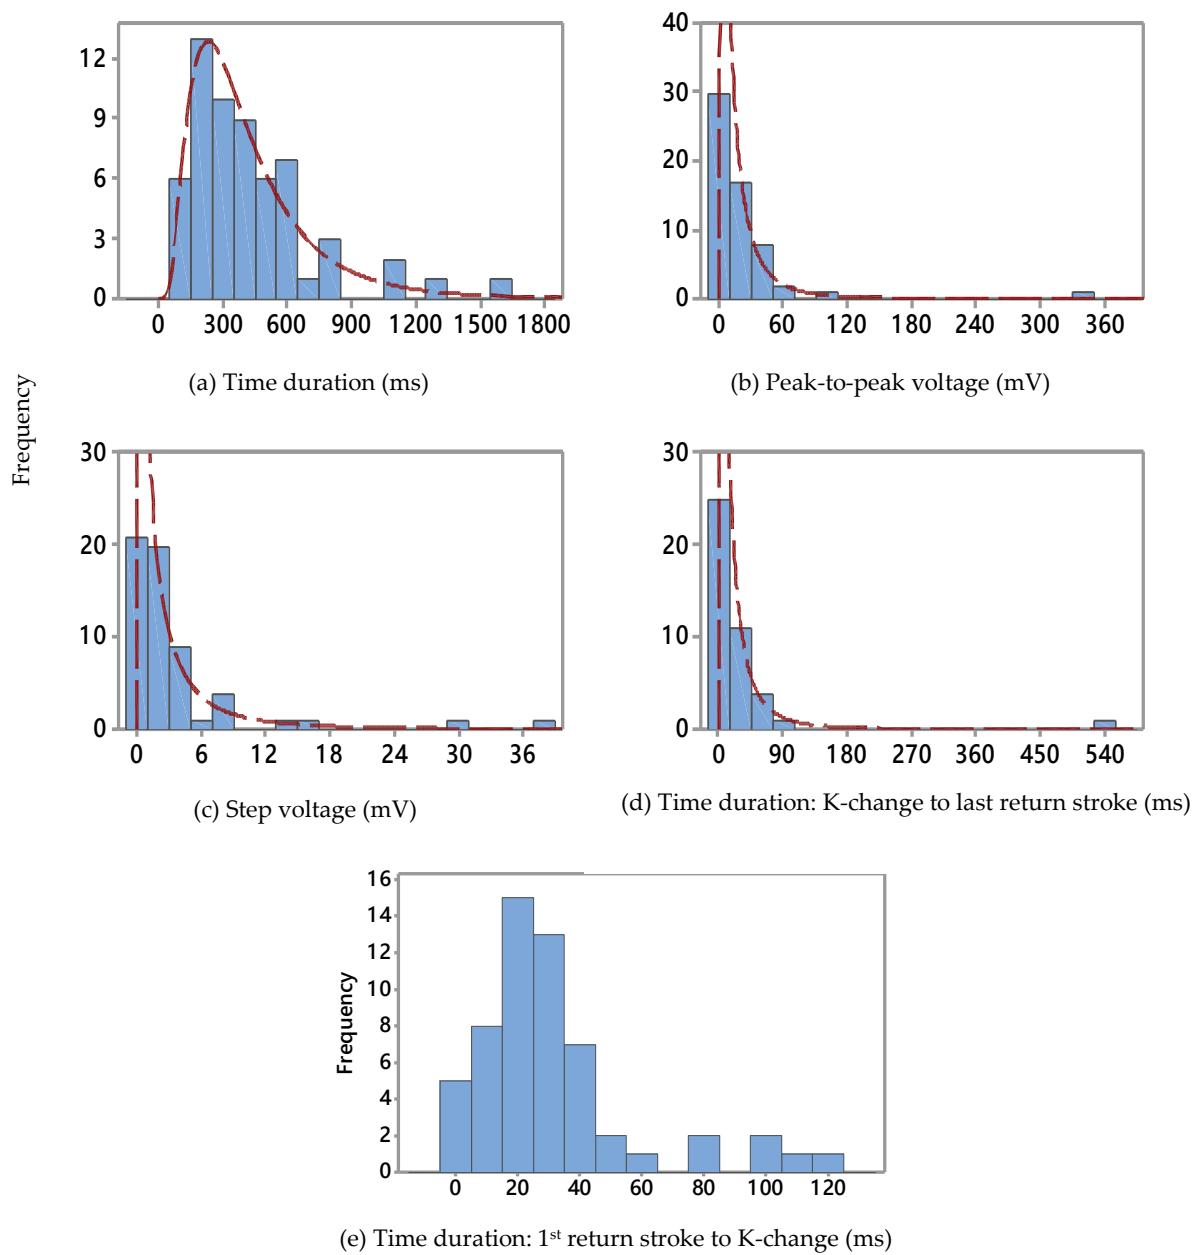 12
9
6
3
0
0 300 600 900 1200 1500 1800
(a) Time duration (ms)
40
30
20
10
0
0 60 120 180 240 300 360
(b) Peak-to-peak voltage (mV)
Frequency
30
20
10
0
0 6 12 18 24 30 36
(c) Step voltage (mV)
30
20
10
0
0 90 180 270 360 450 540
(d) Time duration: K-change to last return stroke (ms)
16
14
12
10
8
6
4
2
0
Frequency
0 20 40 60 80 100 120
(e) Time duration: 1st return stroke to K-change (ms)